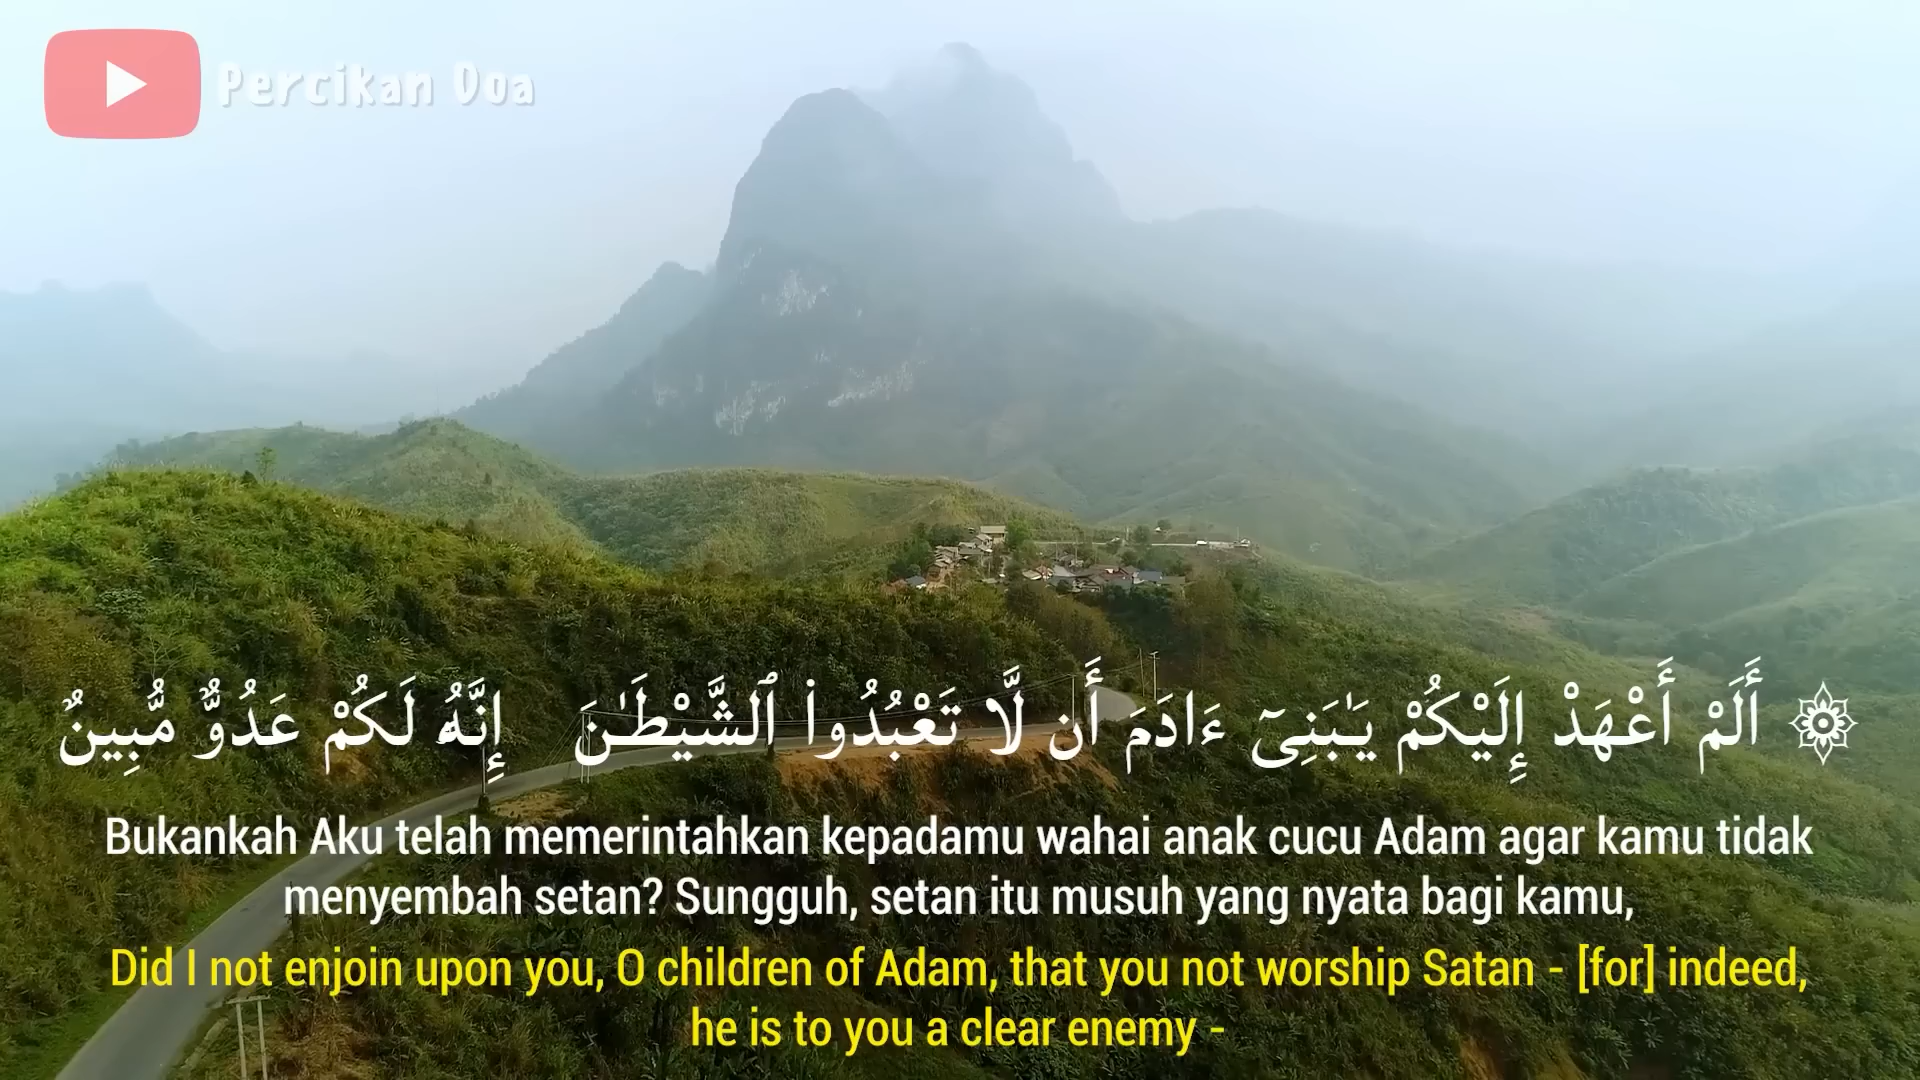 Percikan Doa
۞ أَلَمْ أَعْهَدْ إِلَيْكُمْ يَـٰبَنِىٓ ءَادَمَ أَن لَّا تَعْبُدُوا۟ ٱلشَّيْطَـٰنَ إِنَّهُۥ لَكُمْ عَدُوٌّ مُّبِينٌ
Bukankah Aku telah memerintahkan kepadamu wahai anak cucu Adam agar kamu tidak
menyembah setan? Sungguh, setan itu musuh yang nyata bagi kamu,
Did I not enjoin upon you, O children of Adam, that you not worship Satan - [for] indeed,
he is to you a clear enemy -